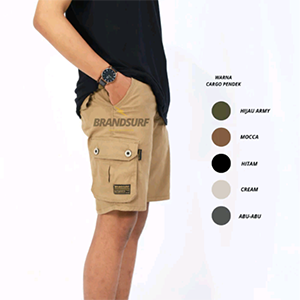 WARNA
CARGO PENDEK
HIJAU ARMY
MOCCA
BRANDSURF
HITAM
CREAM
ABU-ABU